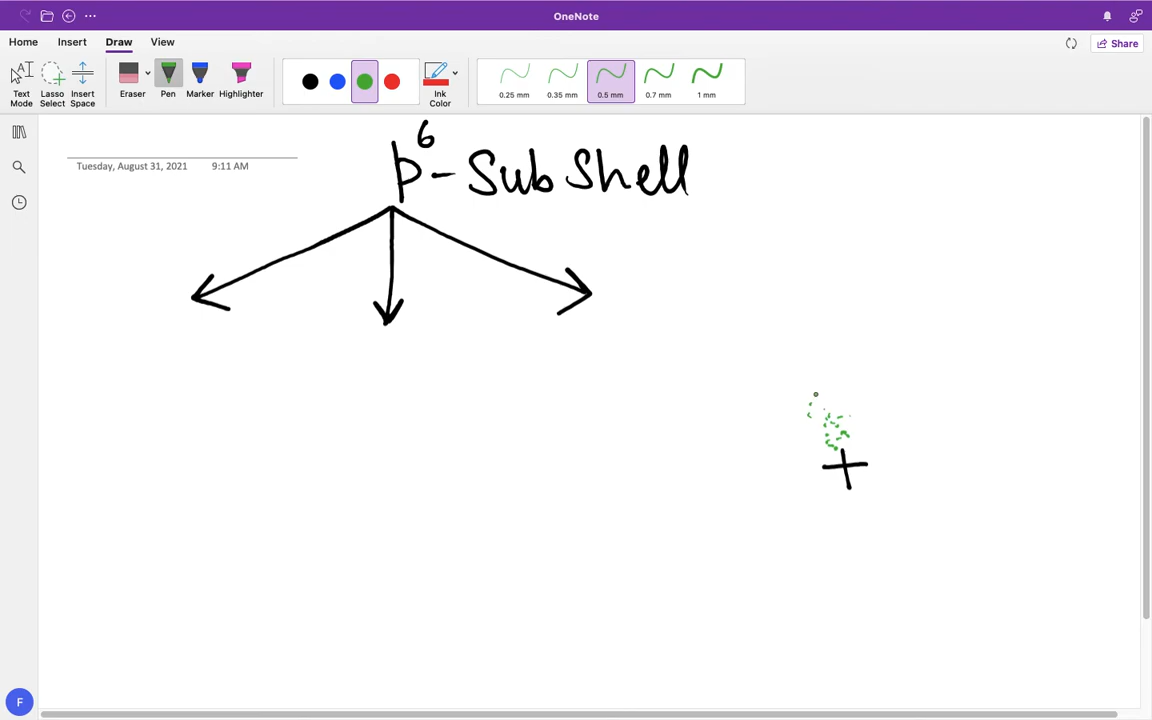 OneNote
Home Insert Draw View
Share
Text Mode
Lasso Select
Insert Space
Eraser
Pen
Marker
Highlighter
Ink Color
0.25 mm
0.35 mm
0.5 mm
0.7 mm
1 mm
Tuesday, August 31, 2021 9:11 AM
p⁶-SubShell
F